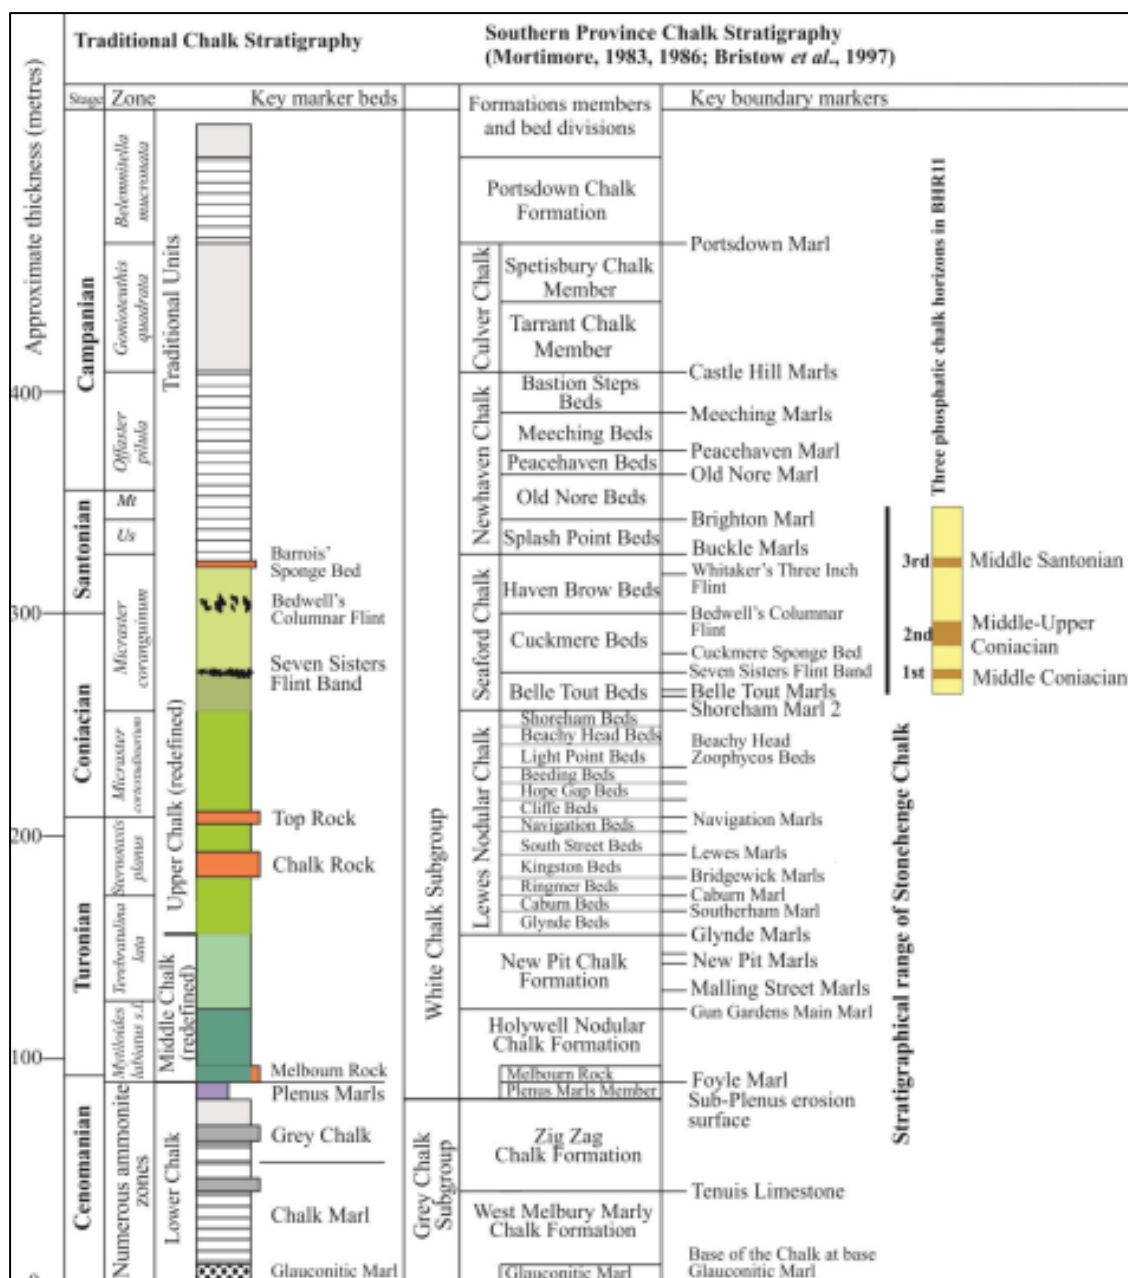 Traditional Chalk Stratigraphy
Southern Province Chalk Stratigraphy
(Mortimore, 1983, 1986; Bristow et al., 1997)
Approximate thickness (metres)
Stage
Zone
Key marker beds
Formations members
and bed divisions
Key boundary markers
400
300
200
100
0
Campanian
Santonian
Coniacian
Turonian
Cenomanian
Belemnitella
mucronata
Gonioteuthis
quadrata
Offaster
pilula
Mt
Us
Micraster
coranguinum
Micraster
cortestudinarium
Sternotaxis
planus
Terebratulina
lata
Mytiloides
labiatus s.l.
Numerous ammonite
zones
Traditional Units
Upper Chalk (redefined)
Middle Chalk
(redefined)
Lower Chalk
Barrois'
Sponge Bed
Bedwell's
Columnar Flint
Seven Sisters
Flint Band
Top Rock
Chalk Rock
Melbourn Rock
Plenus Marls
Grey Chalk
Chalk Marl
Glauconitic Marl
White Chalk Subgroup
Grey Chalk
Subgroup
Culver Chalk
Newhaven Chalk
Seaford Chalk
Lewes Nodular Chalk
Portsdown Chalk
Formation
Spetisbury Chalk
Member
Tarrant Chalk
Member
Bastion Steps
Beds
Meeching Beds
Peacehaven Beds
Old Nore Beds
Splash Point Beds
Haven Brow Beds
Cuckmere Beds
Belle Tout Beds
Shoreham Beds
Beachy Head Beds
Light Point Beds
Beeding Beds
Hope Gap Beds
Cliffe Beds
Navigation Beds
South Street Beds
Kingston Beds
Ringmer Beds
Caburn Beds
Glynde Beds
New Pit Chalk
Formation
Holywell Nodular
Chalk Formation
Melbourn Rock
Plenus Marls Member
Zig Zag
Chalk Formation
West Melbury Marly
Chalk Formation
Glauconitic Marl
Portsdown Marl
Castle Hill Marls
Meeching Marls
Peacehaven Marl
Old Nore Marl
Brighton Marl
Buckle Marls
Whitaker's Three Inch
Flint
Bedwell's Columnar
Flint
Cuckmere Sponge Bed
Seven Sisters Flint Band
Belle Tout Marls
Shoreham Marl 2
Beachy Head
Zoophycos Beds
Navigation Marls
Lewes Marls
Bridgewick Marls
Caburn Marl
Southerham Marl
Glynde Marls
New Pit Marls
Malling Street Marls
Gun Gardens Main Marl
Foyle Marl
Sub-Plenus erosion
surface
Tenuis Limestone
Base of the Chalk at base
Glauconitic Marl
Three phosphatic chalk horizons in BHR11
3rd
Middle Santonian
2nd
Middle-Upper
Coniacian
1st
Middle Coniacian
Stratigraphical range of Stonehenge Chalk